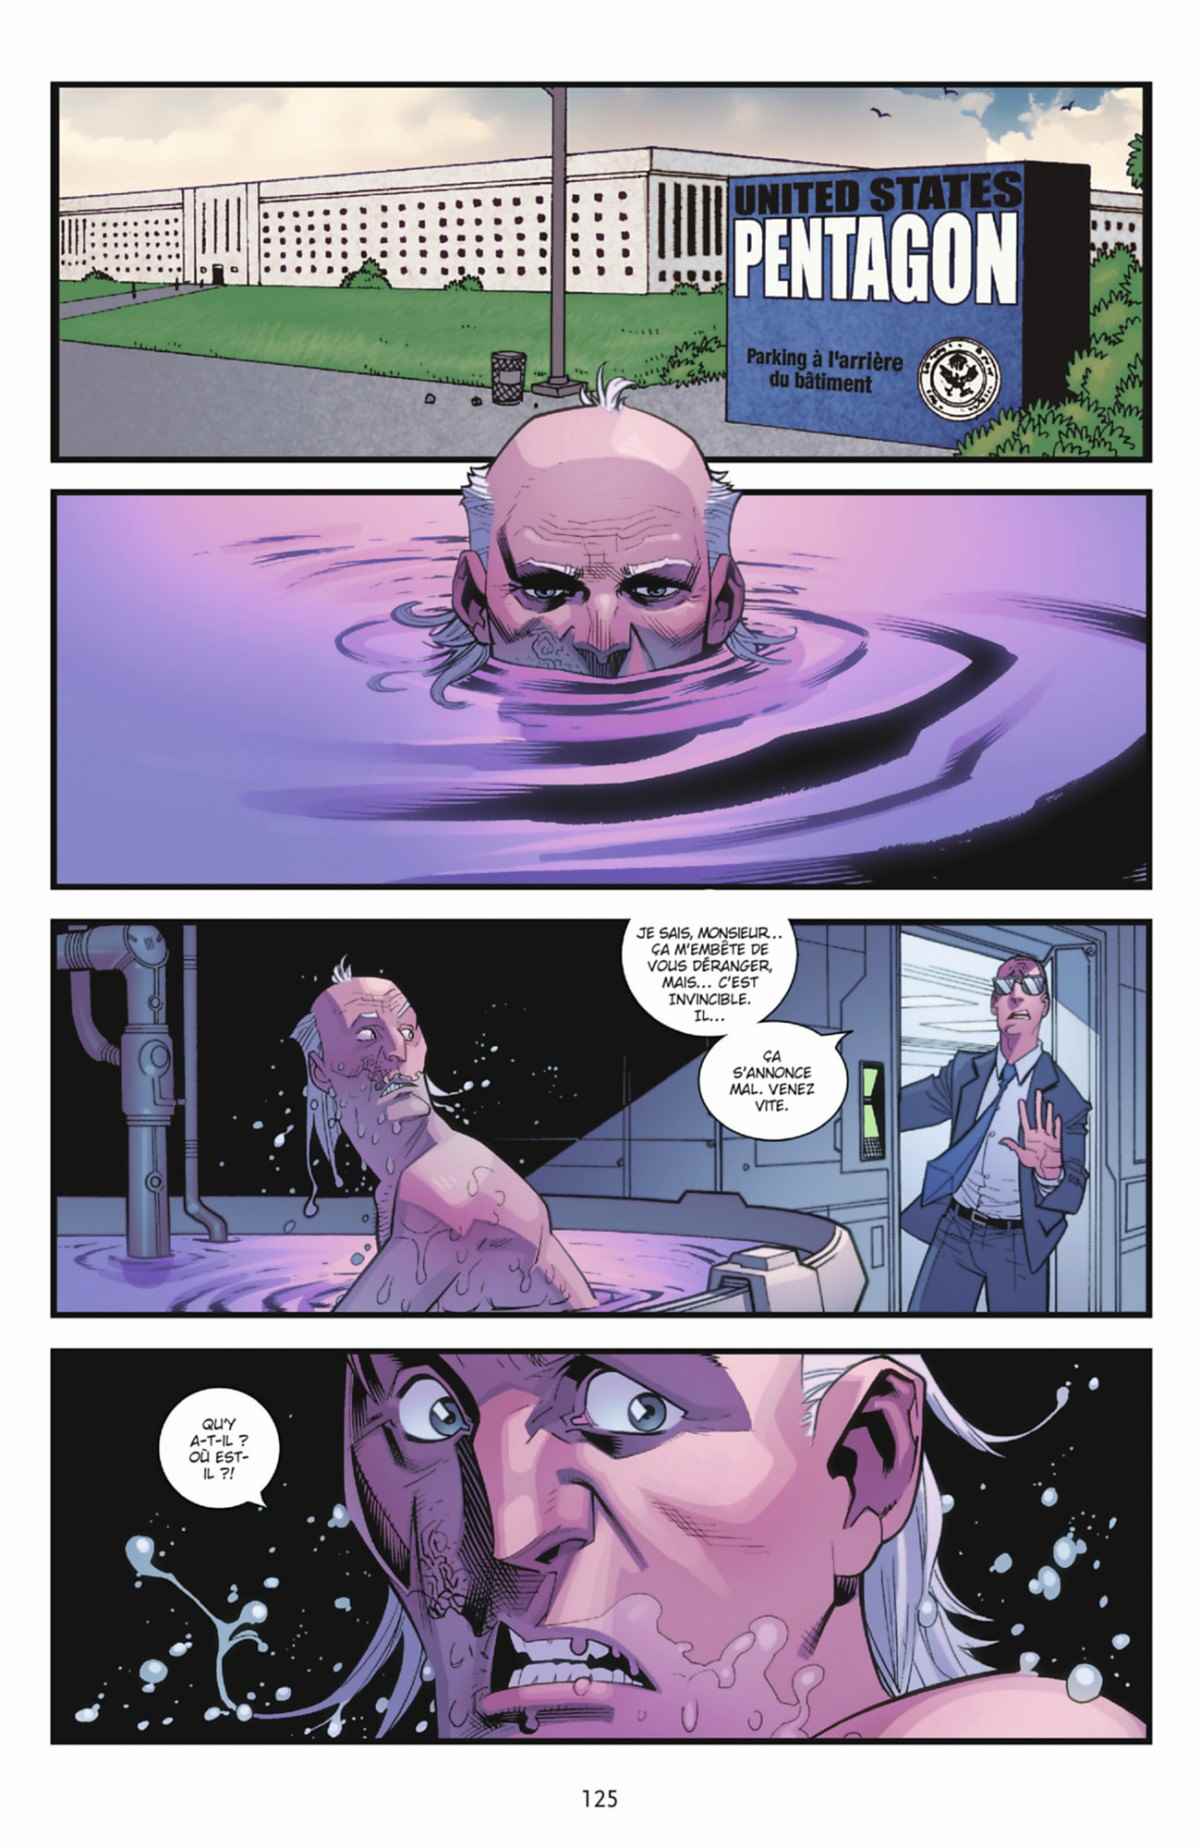 UNITED STATES
PENTAGON
Parking à l'arrière
du bâtiment
JE SAIS, MONSIEUR...
ÇA M'EMBÊTE DE
VOUS DÉRANGER,
MAIS... C'EST
INVINCIBLE.
IL...
ÇA
S'ANNONCE
MAL. VENEZ
VITE.
QU'Y
A-T-IL ?
OÙ EST-
IL ?!
125